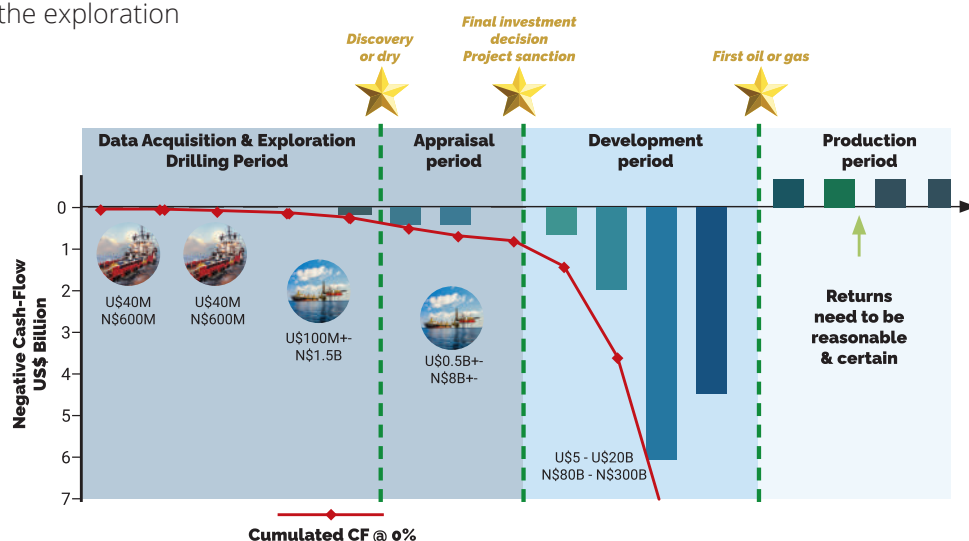 the exploration
Discovery
or dry
Final investment
decision
Project sanction
First oil or gas
Data Acquisition & Exploration
Drilling Period
Appraisal
period
Development
period
Production
period
Negative Cash-Flow
US$ Billion
0
1
2
3
4
5
6
7
U$40M
N$600M
U$40M
N$600M
U$100M+-
N$1.5B
U$0.5B+-
N$8B+-
U$5 - U$20B
N$80B - N$300B
Returns
need to be
reasonable
& certain
Cumulated CF @ 0%